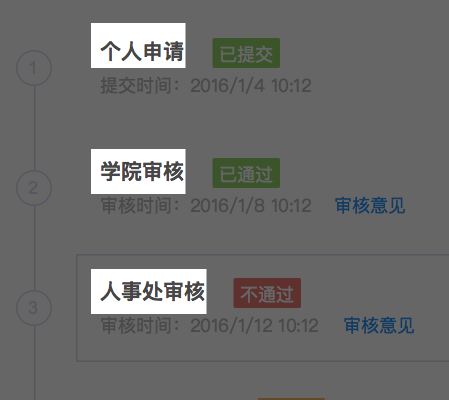 1
个人申请 已提交
提交时间：2016/1/4 10:12
2
学院审核 已通过
审核时间：2016/1/8 10:12 审核意见
3
人事处审核 不通过
审核时间：2016/1/12 10:12 审核意见